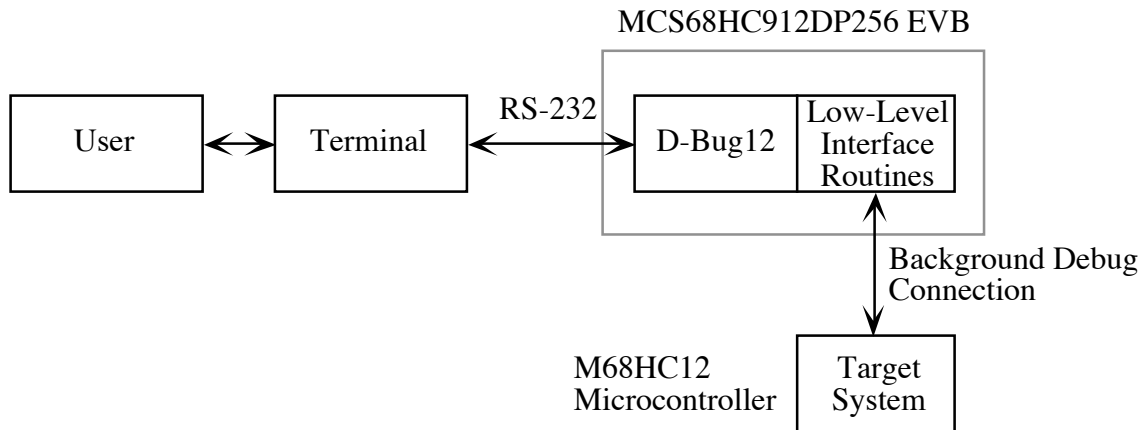 MCS68HC912DP256 EVB
User
Terminal
RS-232
D-Bug12
Low-Level
Interface
Routines
Background Debug
Connection
M68HC12
Microcontroller
Target
System